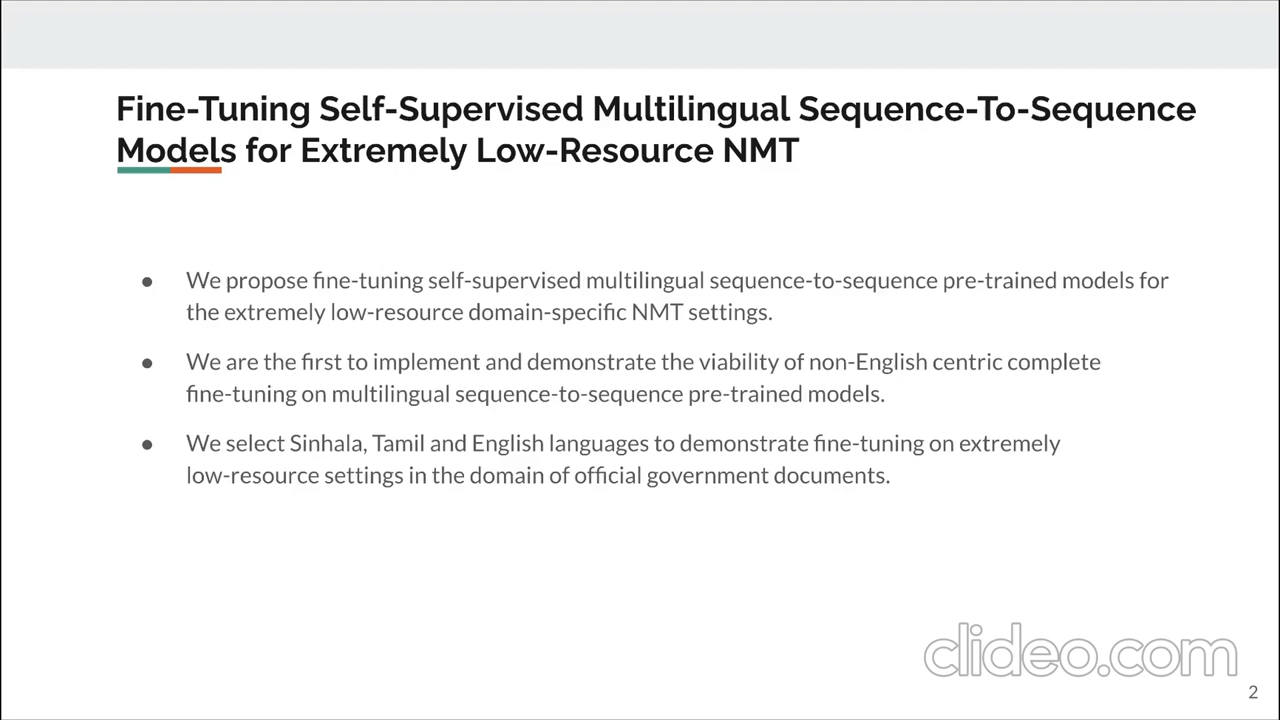 Fine-Tuning Self-Supervised Multilingual Sequence-To-Sequence
Models for Extremely Low-Resource NMT
● We propose fine-tuning self-supervised multilingual sequence-to-sequence pre-trained models for
the extremely low-resource domain-specific NMT settings.
● We are the first to implement and demonstrate the viability of non-English centric complete
fine-tuning on multilingual sequence-to-sequence pre-trained models.
● We select Sinhala, Tamil and English languages to demonstrate fine-tuning on extremely
low-resource settings in the domain of official government documents.
clideo.com
2